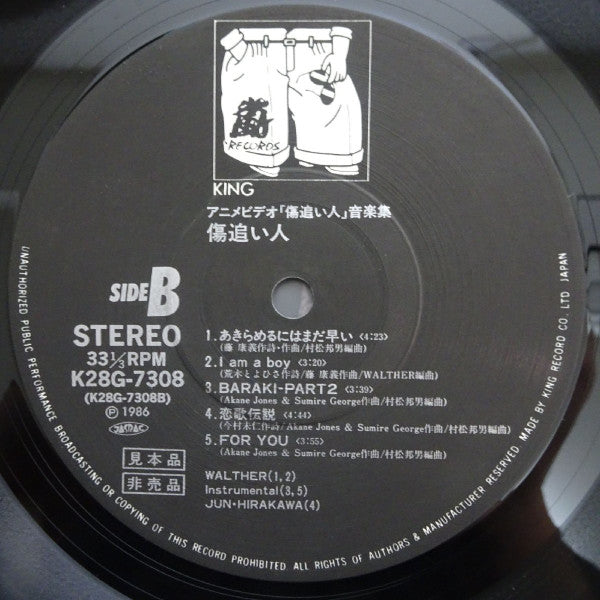 嵐
RECORDS
KING
アニメビデオ「傷追い人」音楽集
傷追い人
SIDE B
STEREO
33⅓RPM
K28G-7308
(K28G-7308B)
Ⓟ 1986
JASRAC
見本品
非売品
1.あきらめるにはまだ早い <4:23>
(藤 康義作詩・作曲/村松邦男編曲)
2.I am a boy <3:20>
(荒木とよひさ作詩/藤 康義作曲/WALTHER編曲)
3.BARAKI-PART2 <3:39>
(Akane Jones & Sumire George作曲/村松邦男編曲)
4.恋歌伝説 <4:44>
(今村未仁作詩/Akane Jones & Sumire George作曲/村松邦男編曲)
5.FOR YOU <3:55>
(Akane Jones & Sumire George作曲/村松邦男編曲)
WALTHER(1,2)
Instrumental(3,5)
JUN・HIRAKAWA(4)
UNAUTHORIZED PUBLIC PERFORMANCE BROADCASTING OR COPYING OF THIS RECORD PROHIBITED ALL RIGHTS OF AUTHORS & MANUFACTURER RESERVED. MADE BY KING RECORD CO. LTD JAPAN